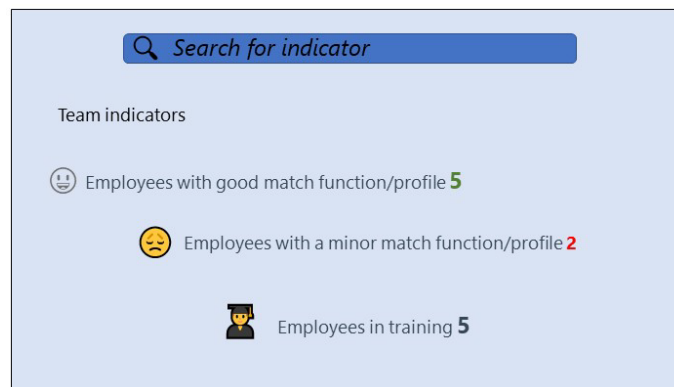 Search for indicator
Team indicators
Employees with good match function/profile 5
Employees with a minor match function/profile 2
Employees in training 5